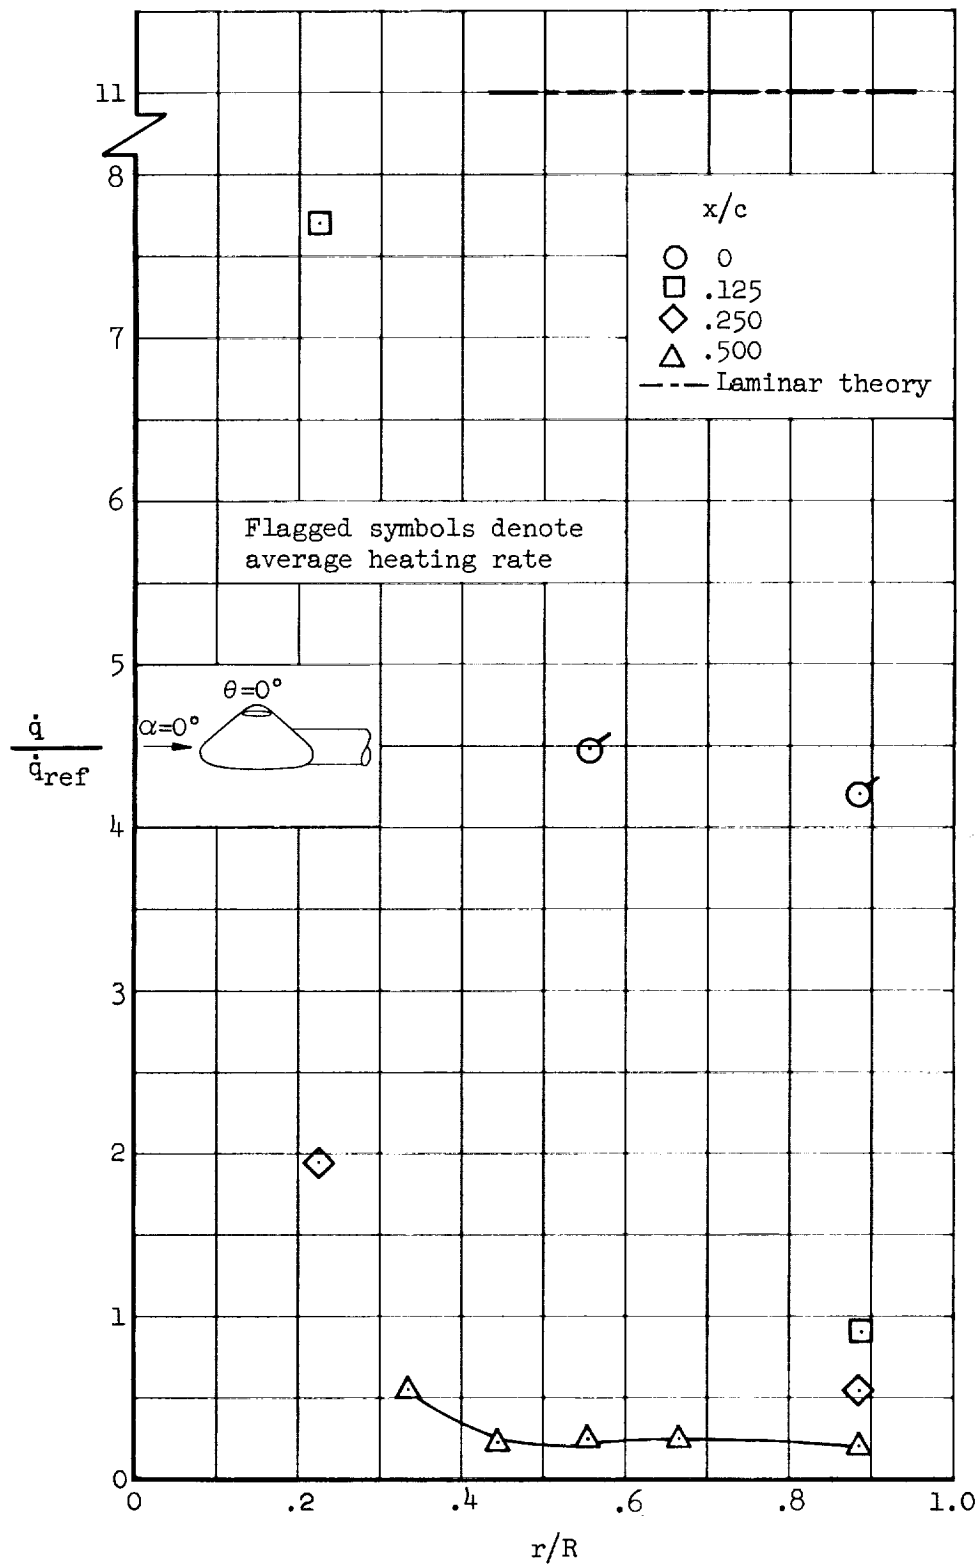 11
8
7
6
5
4
3
2
1
0
x/c
0
.125
.250
.500
Laminar theory
Flagged symbols denote
average heating rate
θ=0°
α=0°
q̇
q̇ref
0
.2
.4
.6
.8
1.0
r/R